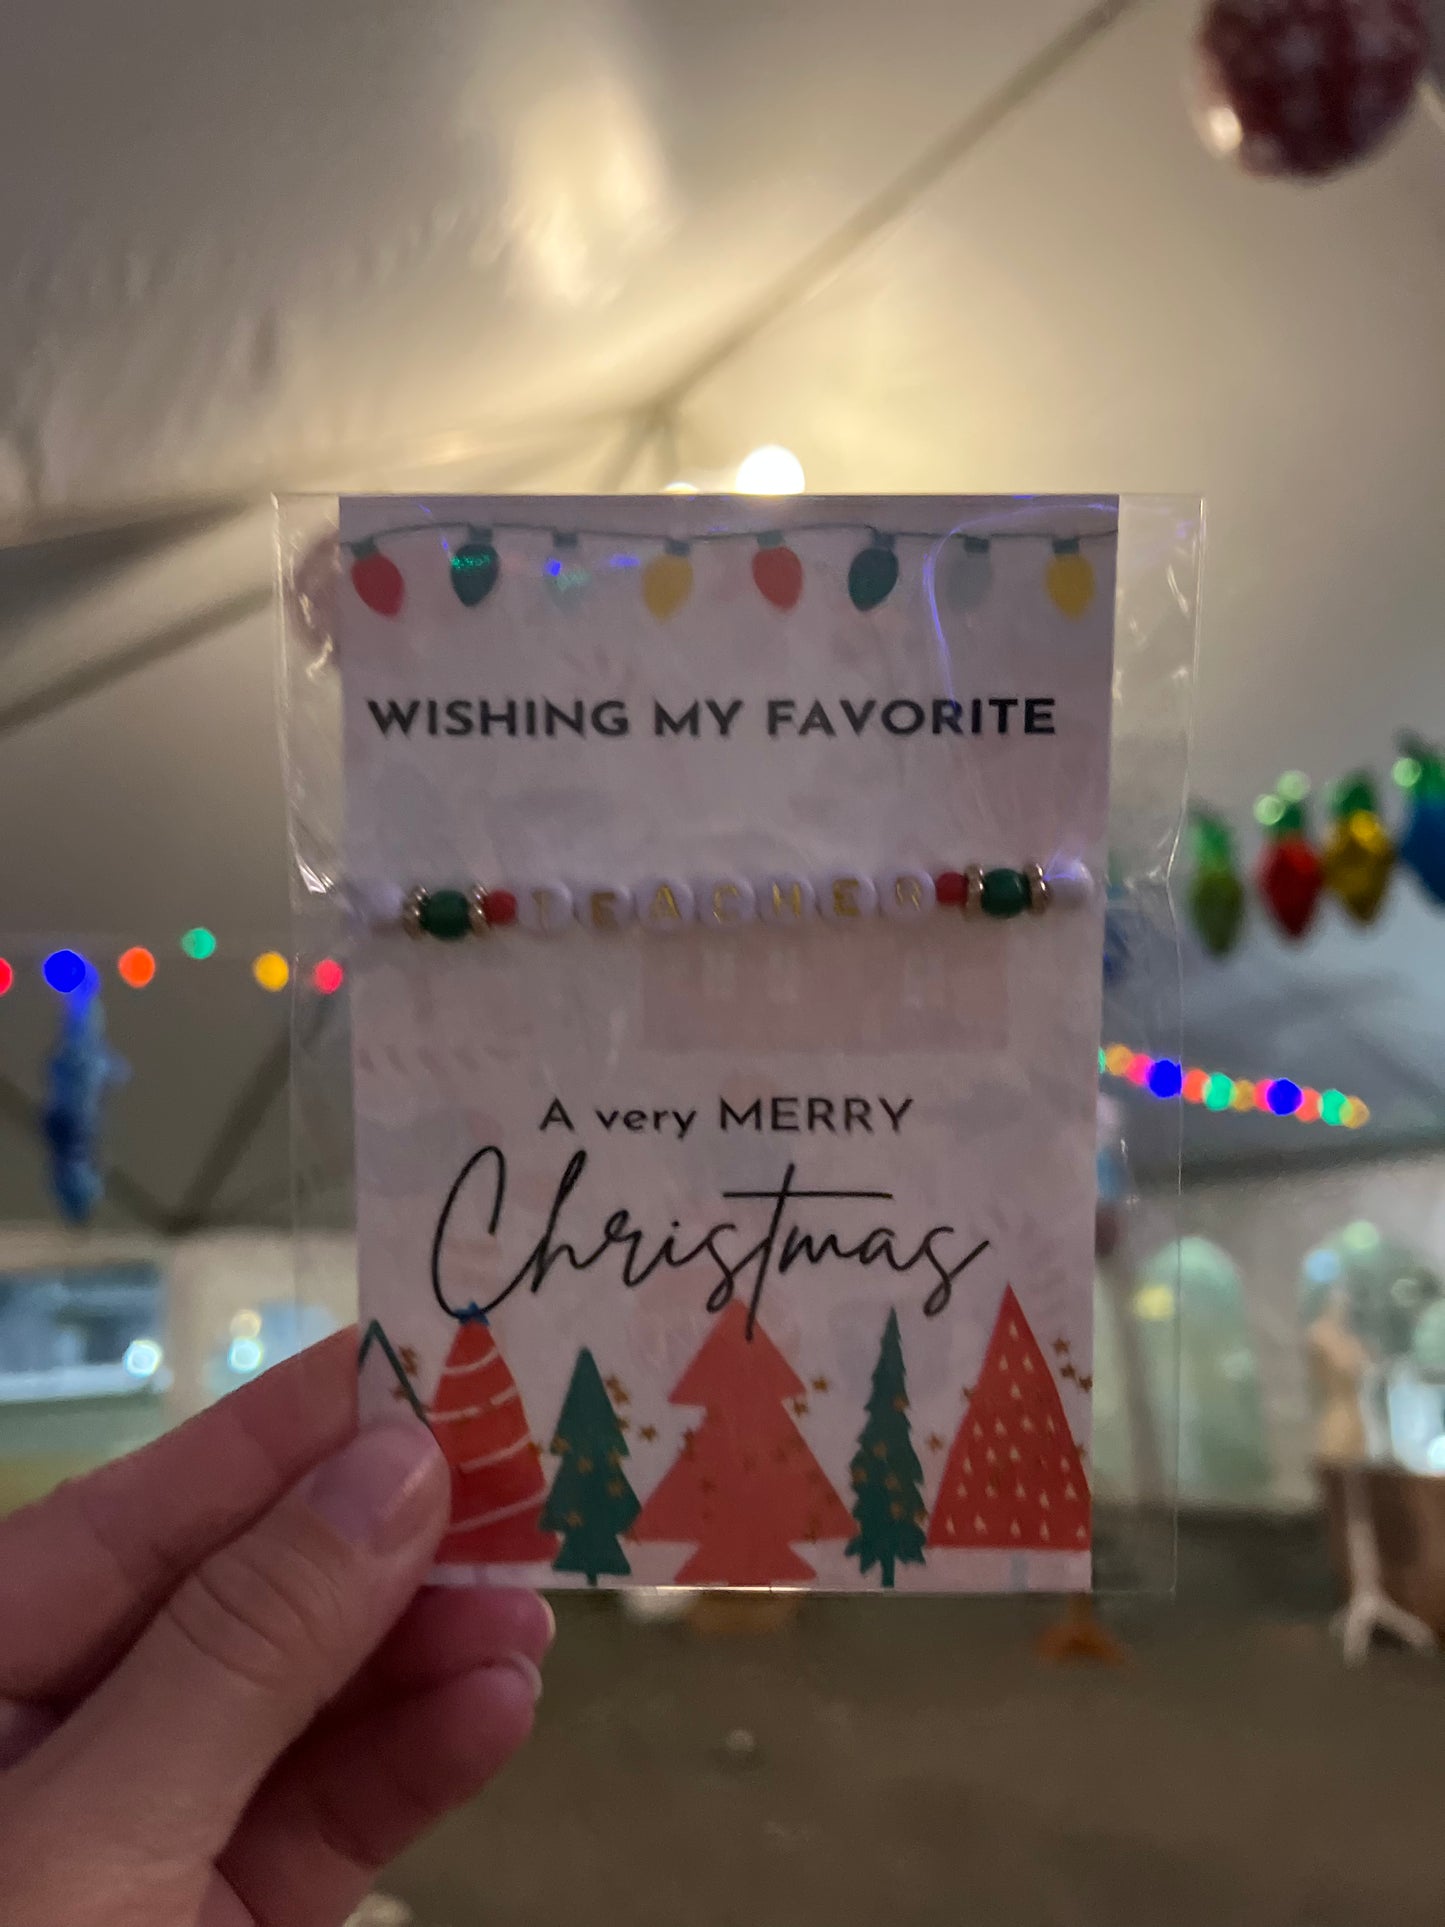 WISHING MY FAVORITE
TEACHER
A very MERRY
Christmas